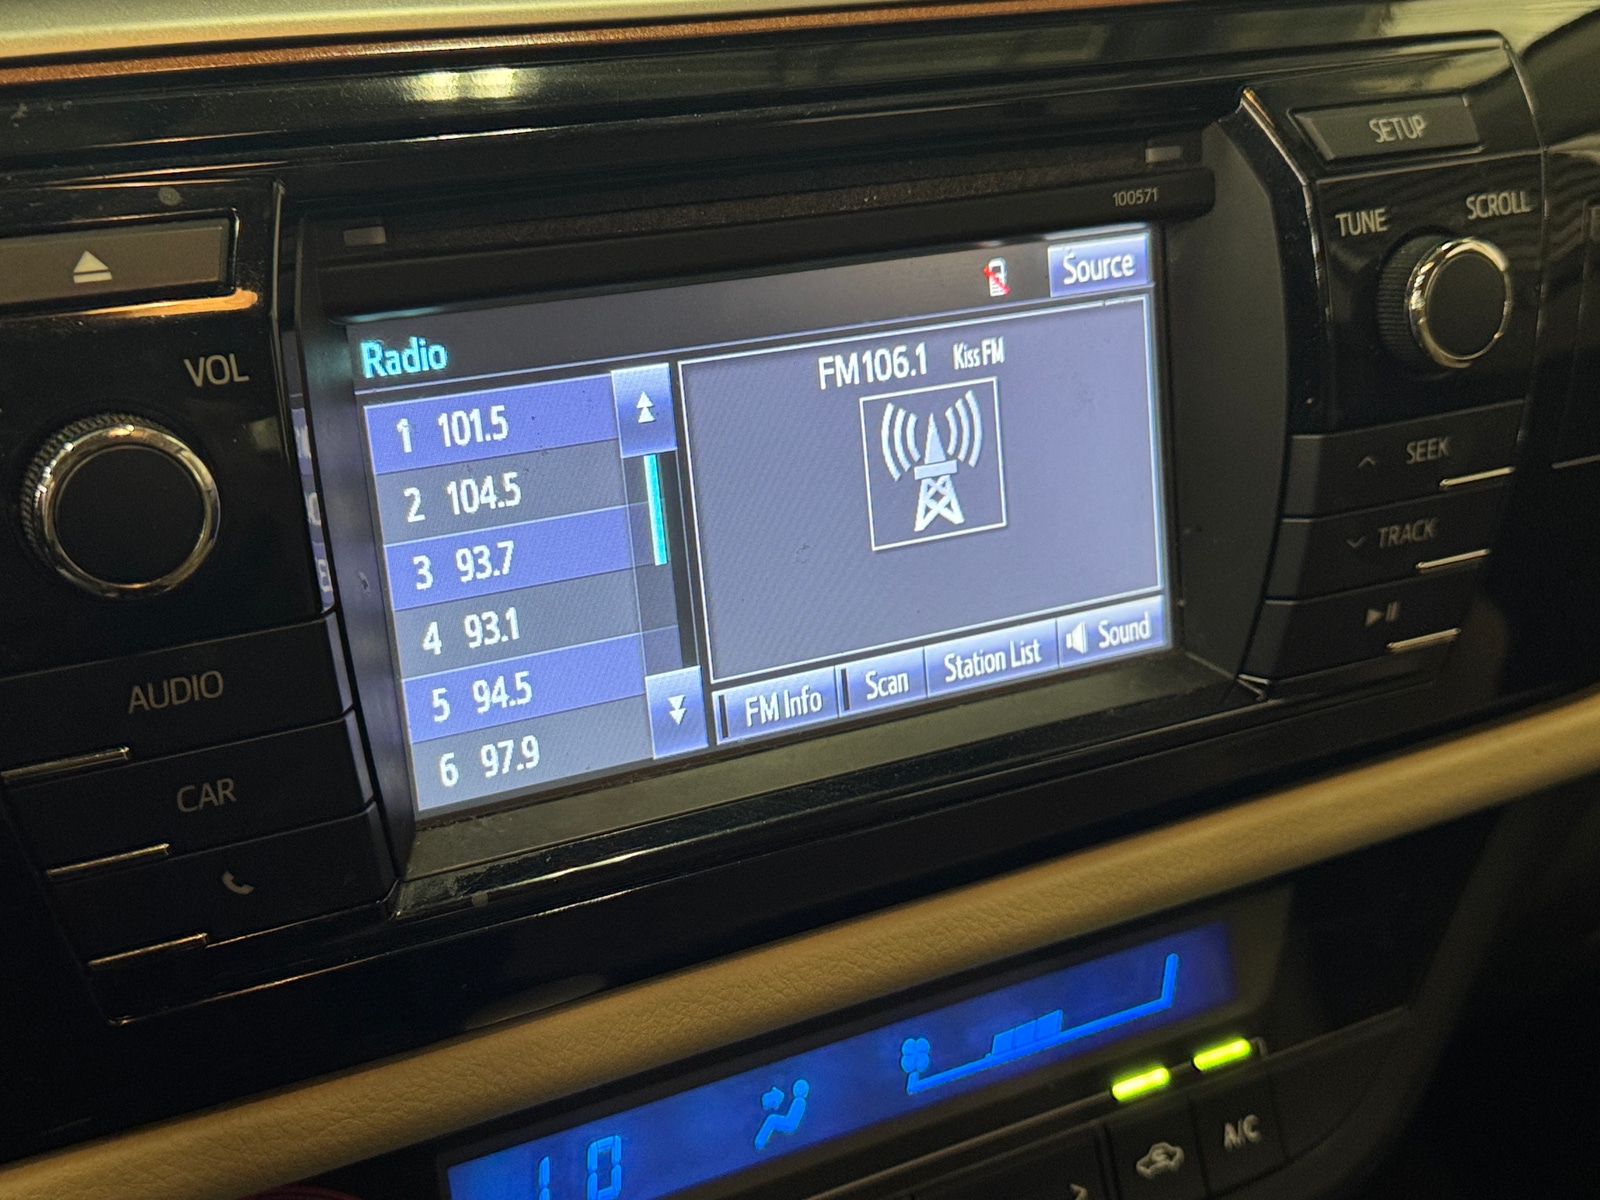 100571
SETUP
TUNE SCROLL
VOL
Source
Radio
FM106.1 Kiss FM
1 101.5
2 104.5
3 93.7
4 93.1
5 94.5
6 97.9
FM Info
Scan
Station List
Sound
SEEK
TRACK
AUDIO
CAR
A/C